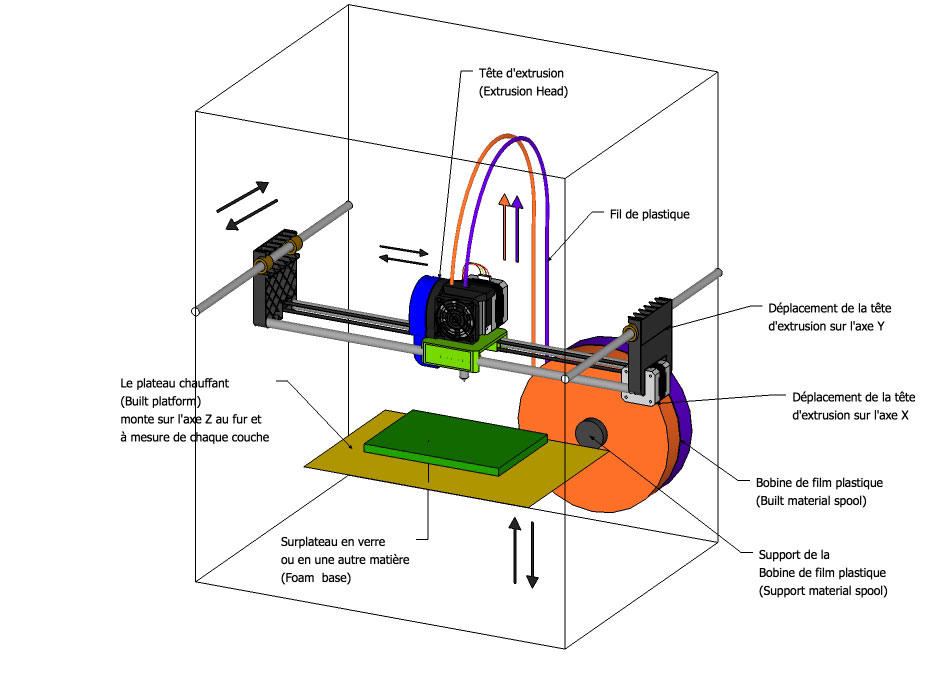 Tête d'extrusion
(Extrusion Head)
Fil de plastique
Déplacement de la tête
d'extrusion sur l'axe Y
Le plateau chauffant
(Built platform)
monte sur l'axe Z au fur et
à mesure de chaque couche
Déplacement de la tête
d'extrusion sur l'axe X
Bobine de film plastique
(Built material spool)
Surplateau en verre
ou en une autre matière
(Foam base)
Support de la
Bobine de film plastique
(Support material spool)